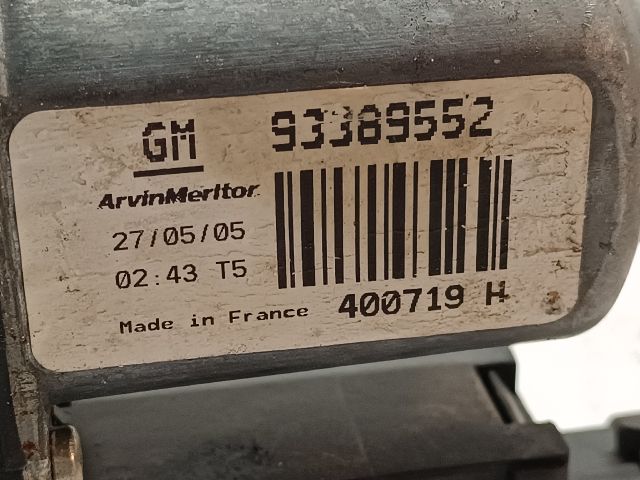 GM 93389552
ArvinMeritor
27/05/05
02:43 T5
Made in France 400719 H